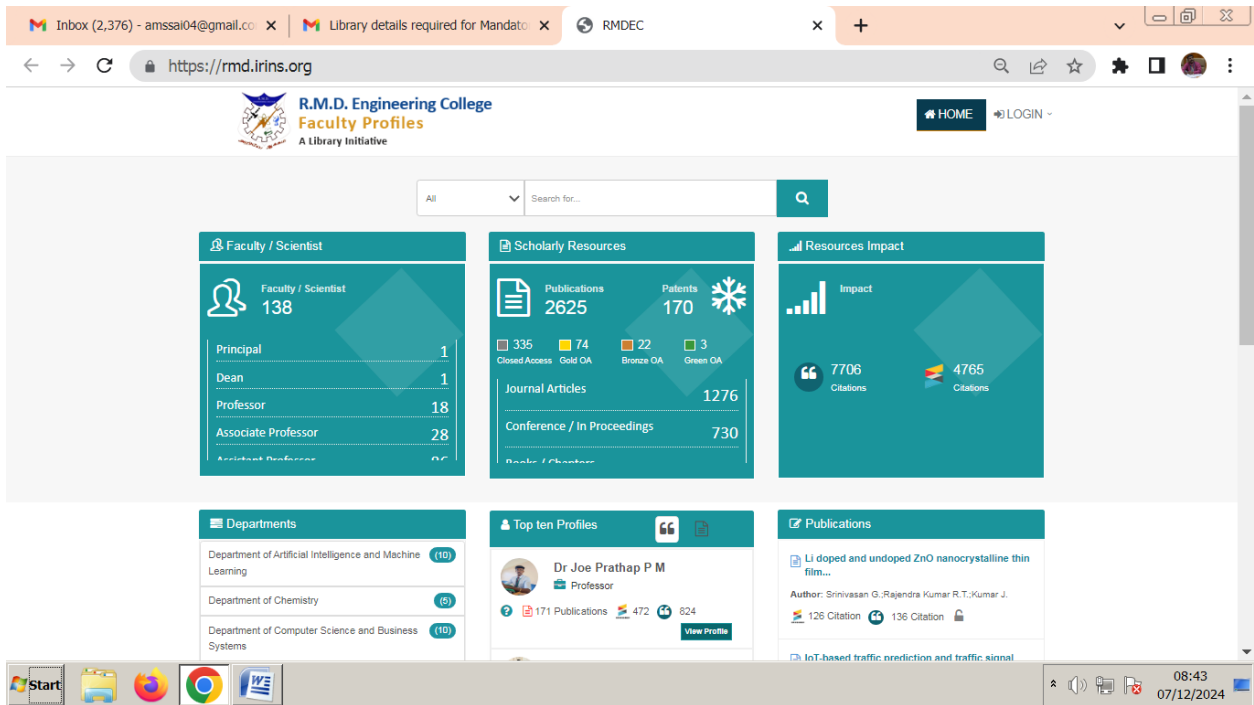 Inbox (2,376) - amssai04@gmail.co
Library details required for Mandato
RMDEC
https://rmd.irins.org
R.M.D. Engineering College
Faculty Profiles
A Library Initiative
HOME
LOGIN
All
Search for...
Faculty / Scientist
Faculty / Scientist
138
Principal 1
Dean 1
Professor 18
Associate Professor 28
Assistant Professor 86
Scholarly Resources
Publications
2625
Patents
170
335
Closed Access
74
Gold OA
22
Bronze OA
3
Green OA
Journal Articles 1276
Conference / In Proceedings 730
Books / Chapters
Resources Impact
Impact
7706
Citations
4765
Citations
Departments
Department of Artificial Intelligence and Machine (10)
Learning
Department of Chemistry (5)
Department of Computer Science and Business (10)
Systems
Top ten Profiles
Dr Joe Prathap P M
Professor
171 Publications 472 824
View Profile
Publications
Li doped and undoped ZnO nanocrystalline thin
film...
Author: Srinivasan G.;Rajendra Kumar R.T.;Kumar J.
126 Citation 136 Citation
IoT-based traffic prediction and traffic signal
Start
08:43
07/12/2024